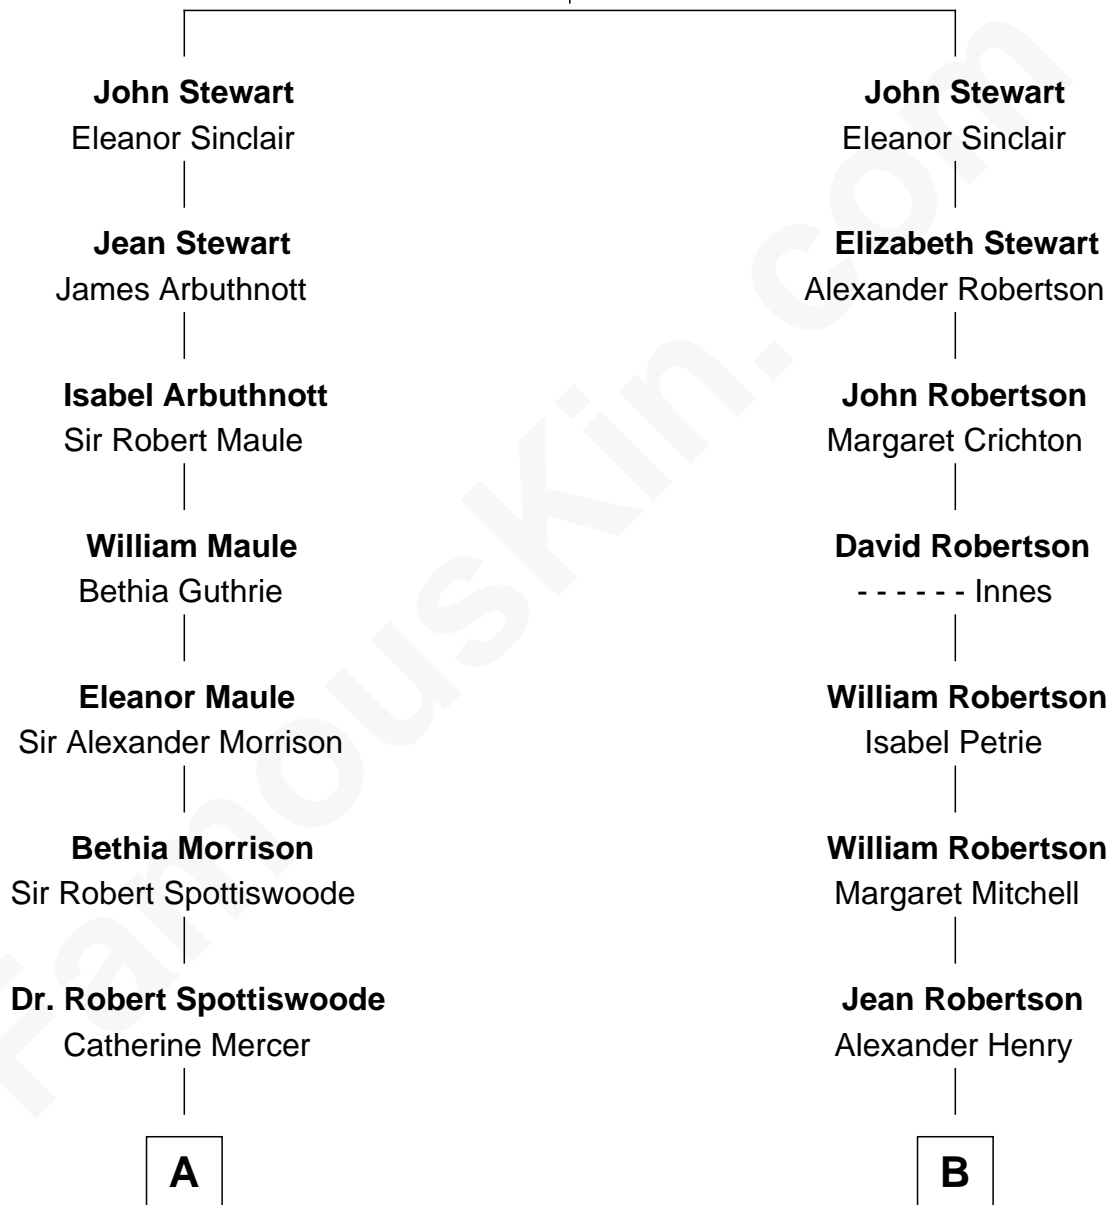 John Stewart
Eleanor Sinclair
Jean Stewart
James Arbuthnott
Isabel Arbuthnott
Sir Robert Maule
William Maule
Bethia Guthrie
Eleanor Maule
Sir Alexander Morrison
Bethia Morrison
Sir Robert Spottiswoode
Dr. Robert Spottiswoode
Catherine Mercer
A
John Stewart
Eleanor Sinclair
Elizabeth Stewart
Alexander Robertson
John Robertson
Margaret Crichton
David Robertson
- - - - - - Innes
William Robertson
Isabel Petrie
William Robertson
Margaret Mitchell
Jean Robertson
Alexander Henry
B
FamousKin.com